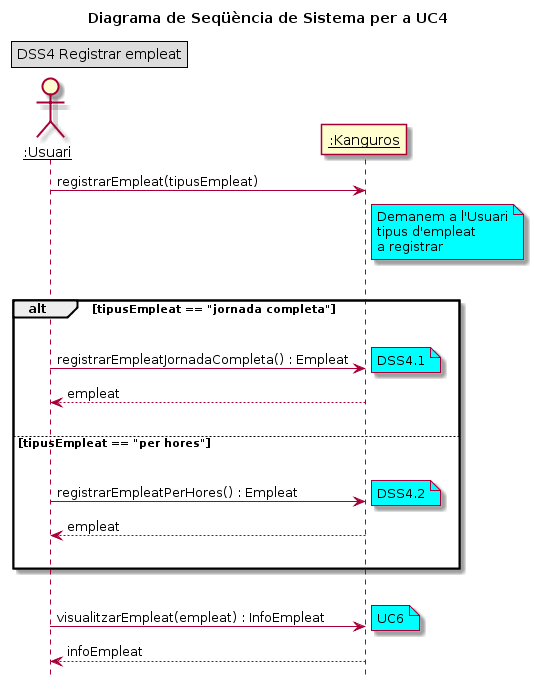 Diagrama de Seqüència de Sistema per a UC4
DSS4 Registrar empleat
:Usuari
:Kanguros
registrarEmpleat(tipusEmpleat)
Demanem a l'Usuari
tipus d'empleat
a registrar
alt
[tipusEmpleat == "jornada completa"]
registrarEmpleatJornadaCompleta() : Empleat
DSS4.1
empleat
[tipusEmpleat == "per hores"]
registrarEmpleatPerHores() : Empleat
DSS4.2
empleat
visualitzarEmpleat(empleat) : InfoEmpleat
UC6
infoEmpleat